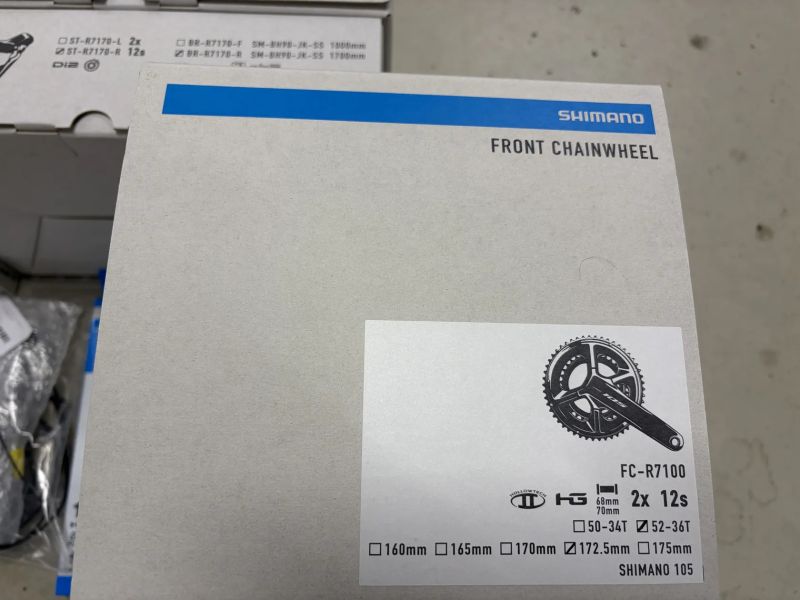 ☐ ST-R7170-L 2x ☐ BR-R7170-F SM-BH90-JK-SS 1000mm
☑ ST-R7170-R 12s ☑ BR-R7170-R SM-BH90-JK-SS 1700mm
Di2
SHIMANO
FRONT CHAINWHEEL
105
FC-R7100
HOLLOWTECH II HG 68mm 70mm 2x 12s
☐ 50-34T ☑ 52-36T
☐ 160mm ☐ 165mm ☐ 170mm ☑ 172.5mm ☐ 175mm
SHIMANO 105